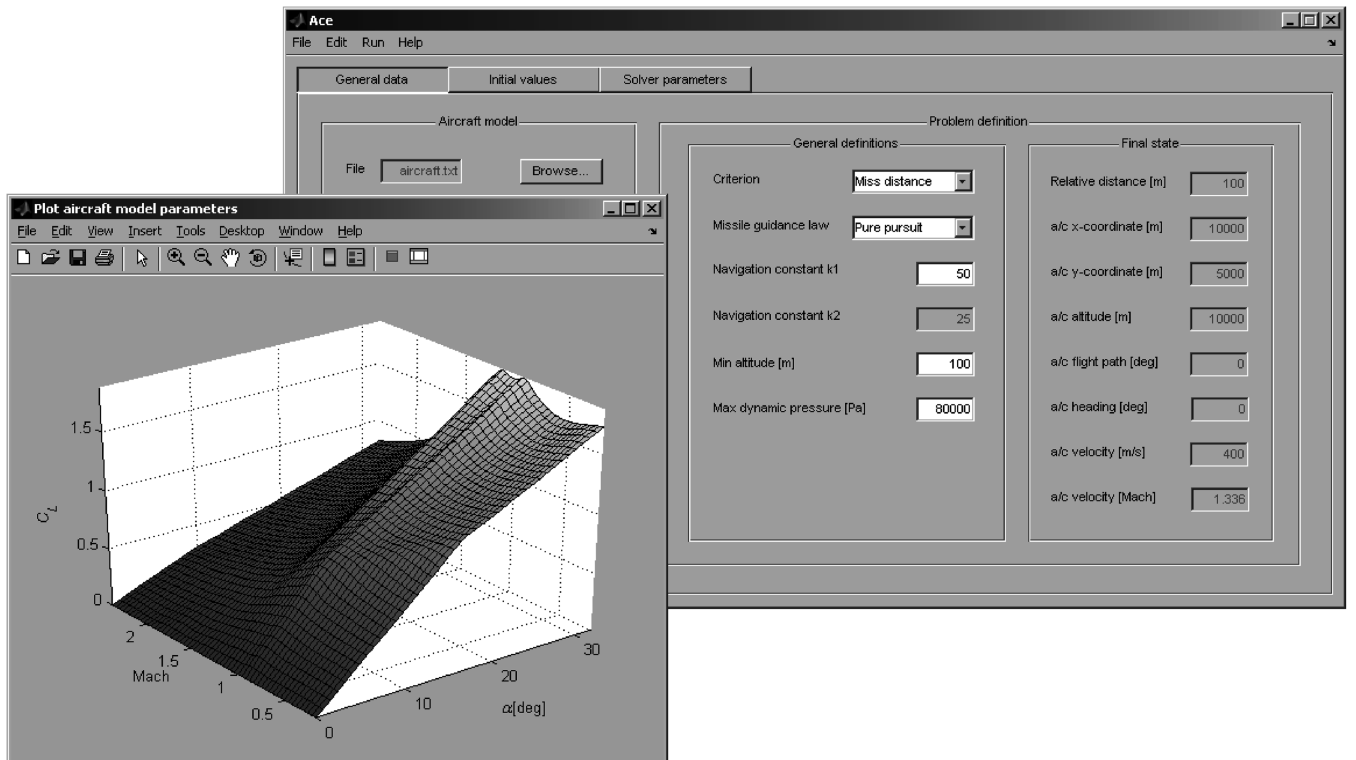 Ace
File Edit Run Help
General data Initial values Solver parameters
Aircraft model
File aircraft.txt Browse...
Problem definition
General definitions
Criterion Miss distance
Missile guidance law Pure pursuit
Navigation constant k1 50
Navigation constant k2 25
Min altitude [m] 100
Max dynamic pressure [Pa] 80000
Final state
Relative distance [m] 100
a/c x-coordinate [m] 10000
a/c y-coordinate [m] 5000
a/c altitude [m] 10000
a/c flight path [deg] 0
a/c heading [deg] 0
a/c velocity [m/s] 400
a/c velocity [Mach] 1.336
Plot aircraft model parameters
File Edit View Insert Tools Desktop Window Help
1.5
1
0.5
0
C_L
2
1.5
1
0.5
Mach
0
10
20
30
α[deg]